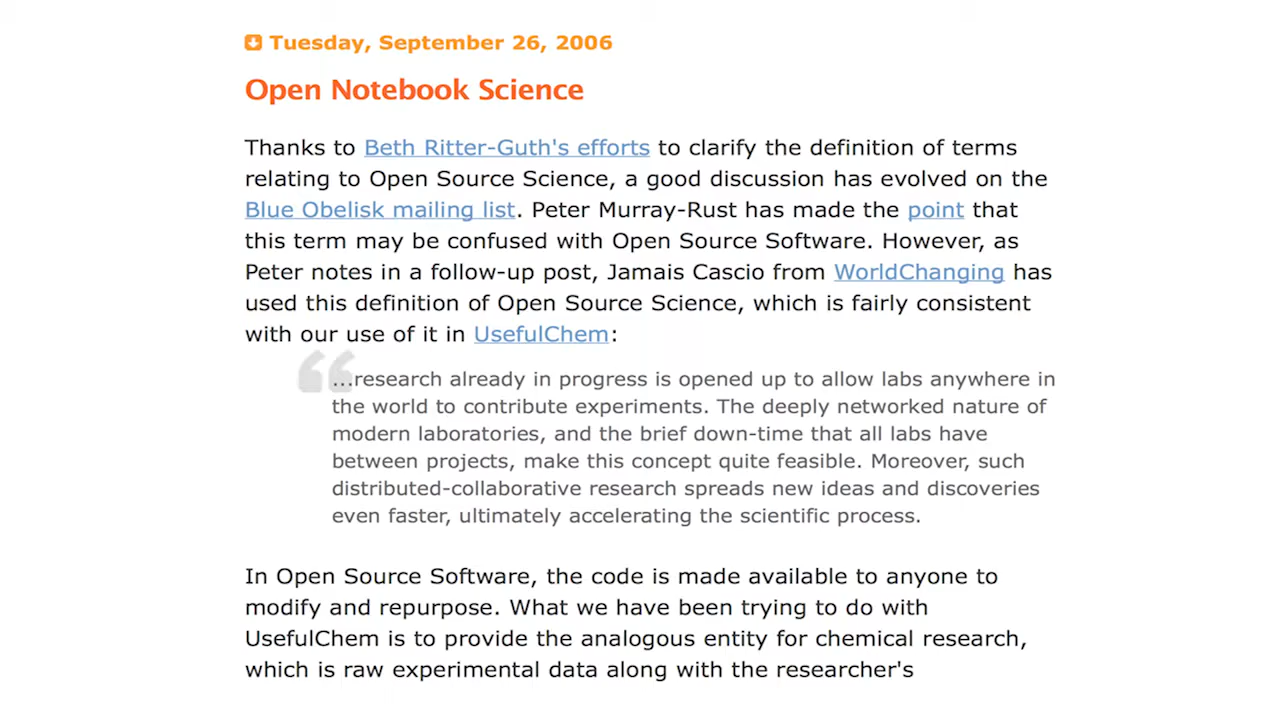 Tuesday, September 26, 2006
Open Notebook Science
Thanks to Beth Ritter-Guth's efforts to clarify the definition of terms
relating to Open Source Science, a good discussion has evolved on the
Blue Obelisk mailing list. Peter Murray-Rust has made the point that
this term may be confused with Open Source Software. However, as
Peter notes in a follow-up post, Jamais Cascio from WorldChanging has
used this definition of Open Source Science, which is fairly consistent
with our use of it in UsefulChem:
...research already in progress is opened up to allow labs anywhere in
the world to contribute experiments. The deeply networked nature of
modern laboratories, and the brief down-time that all labs have
between projects, make this concept quite feasible. Moreover, such
distributed-collaborative research spreads new ideas and discoveries
even faster, ultimately accelerating the scientific process.
In Open Source Software, the code is made available to anyone to
modify and repurpose. What we have been trying to do with
UsefulChem is to provide the analogous entity for chemical research,
which is raw experimental data along with the researcher's